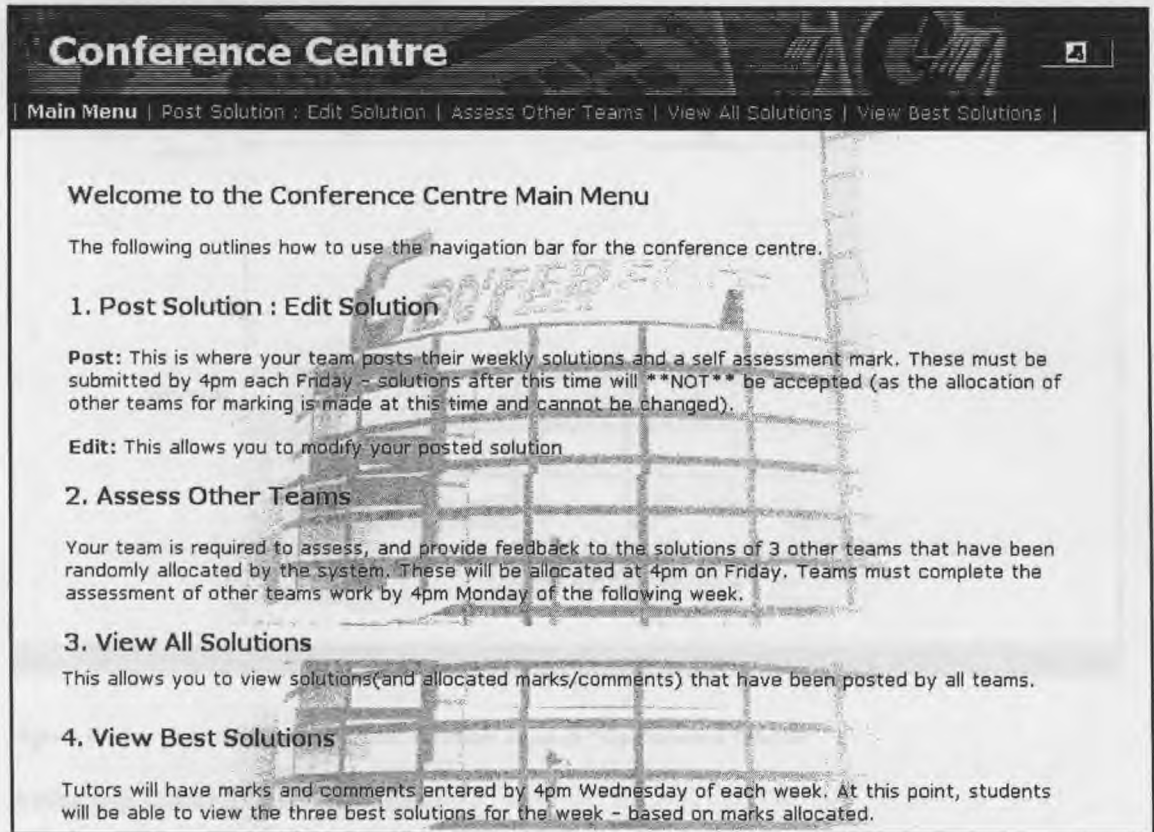 Conference Centre
| Main Menu | Post Solution : Edit Solution | Assess Other Teams | View All Solutions | View Best Solutions |
Welcome to the Conference Centre Main Menu
The following outlines how to use the navigation bar for the conference centre.
1. Post Solution : Edit Solution
Post: This is where your team posts their weekly solutions and a self assessment mark. These must be
submitted by 4pm each Friday - solutions after this time will **NOT** be accepted (as the allocation of
other teams for marking is made at this time and cannot be changed).
Edit: This allows you to modify your posted solution
2. Assess Other Teams
Your team is required to assess, and provide feedback to the solutions of 3 other teams that have been
randomly allocated by the system. These will be allocated at 4pm on Friday. Teams must complete the
assessment of other teams work by 4pm Monday of the following week.
3. View All Solutions
This allows you to view solutions(and allocated marks/comments) that have been posted by all teams.
4. View Best Solutions
Tutors will have marks and comments entered by 4pm Wednesday of each week. At this point, students
will be able to view the three best solutions for the week - based on marks allocated.